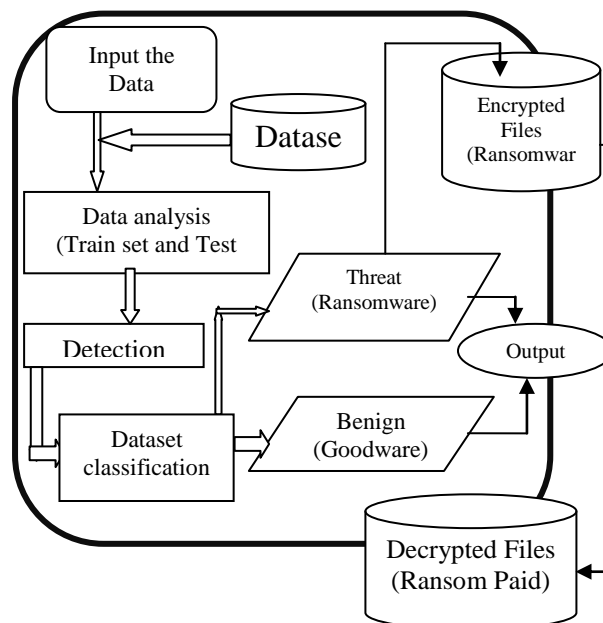 Input the
Data
Datase
Encrypted
Files
(Ransomwar
Data analysis
(Train set and Test
Threat
(Ransomware)
Detection
Output
Dataset
classification
Benign
(Goodware)
Decrypted Files
(Ransom Paid)